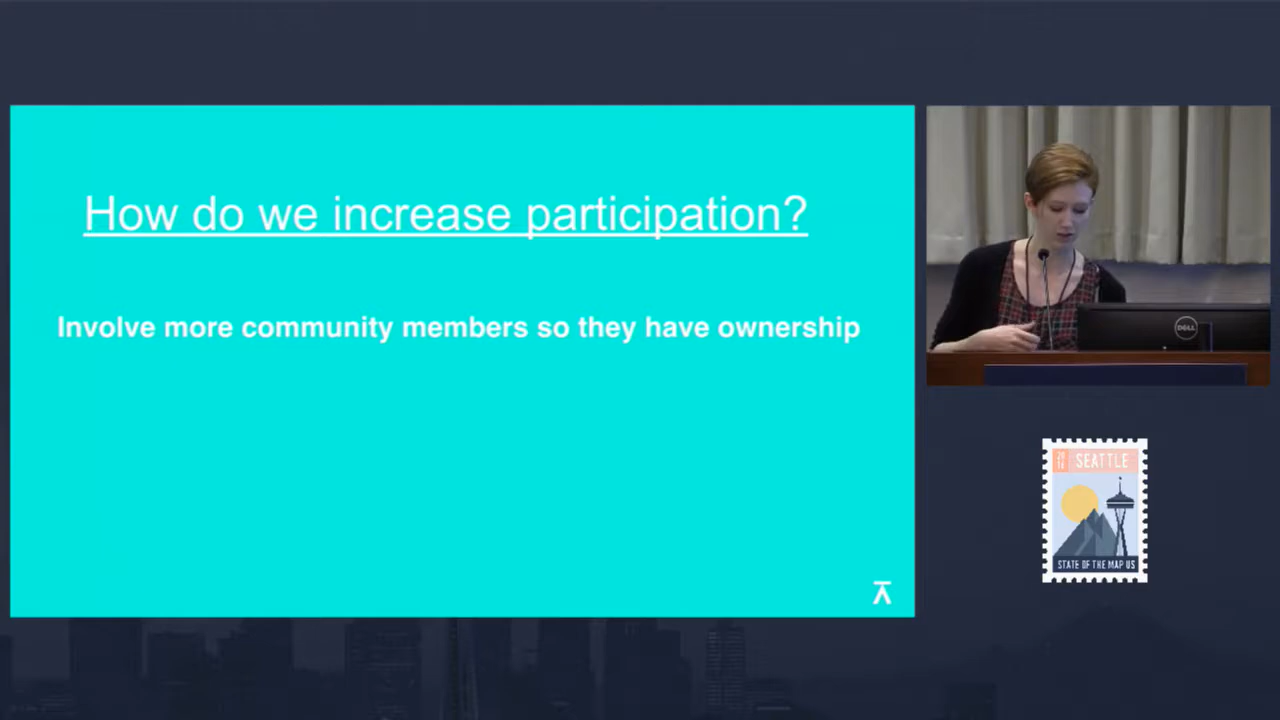 How do we increase participation?
Involve more community members so they have ownership
DELL
SEATTLE
STATE OF THE MAP US